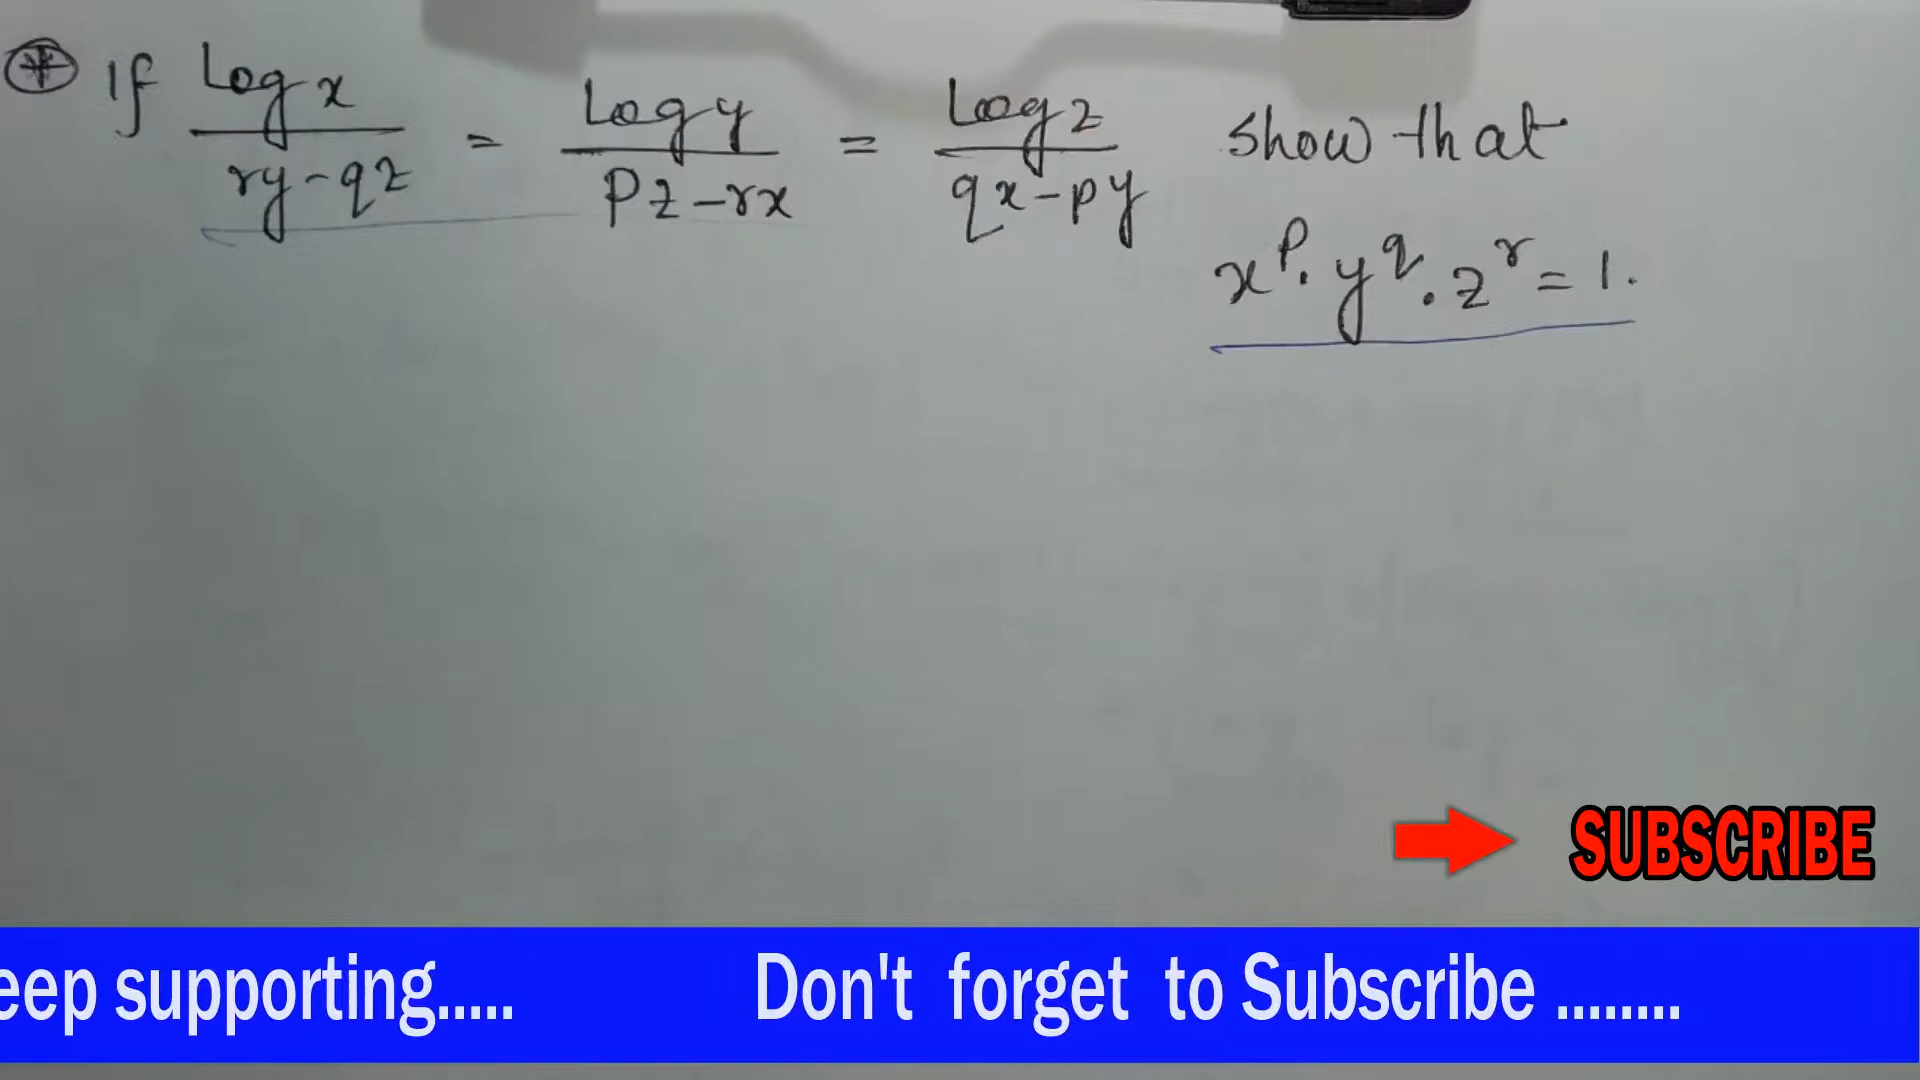 * If Log x / ry-qz = Log y / pz-rx = Log z / qx-py show that
x^p . y^q . z^r = 1.
SUBSCRIBE
eep supporting..... Don't forget to Subscribe ........